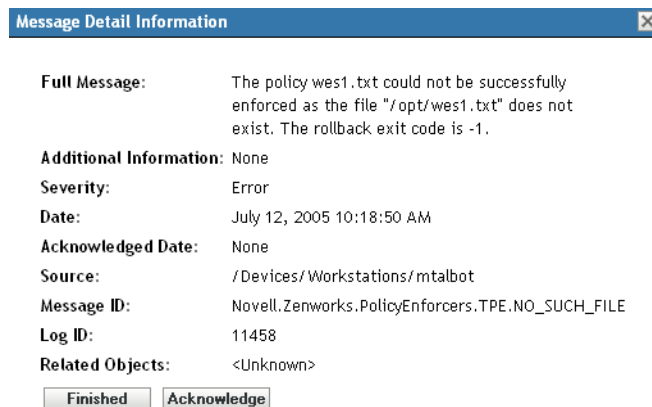 Message Detail Information
Full Message: The policy wes1.txt could not be successfully
enforced as the file "/opt/wes1.txt" does not
exist. The rollback exit code is -1.
Additional Information: None
Severity: Error
Date: July 12, 2005 10:18:50 AM
Acknowledged Date: None
Source: /Devices/Workstations/mtalbot
Message ID: Novell.Zenworks.PolicyEnforcers.TPE.NO_SUCH_FILE
Log ID: 11458
Related Objects: <Unknown>
Finished Acknowledge